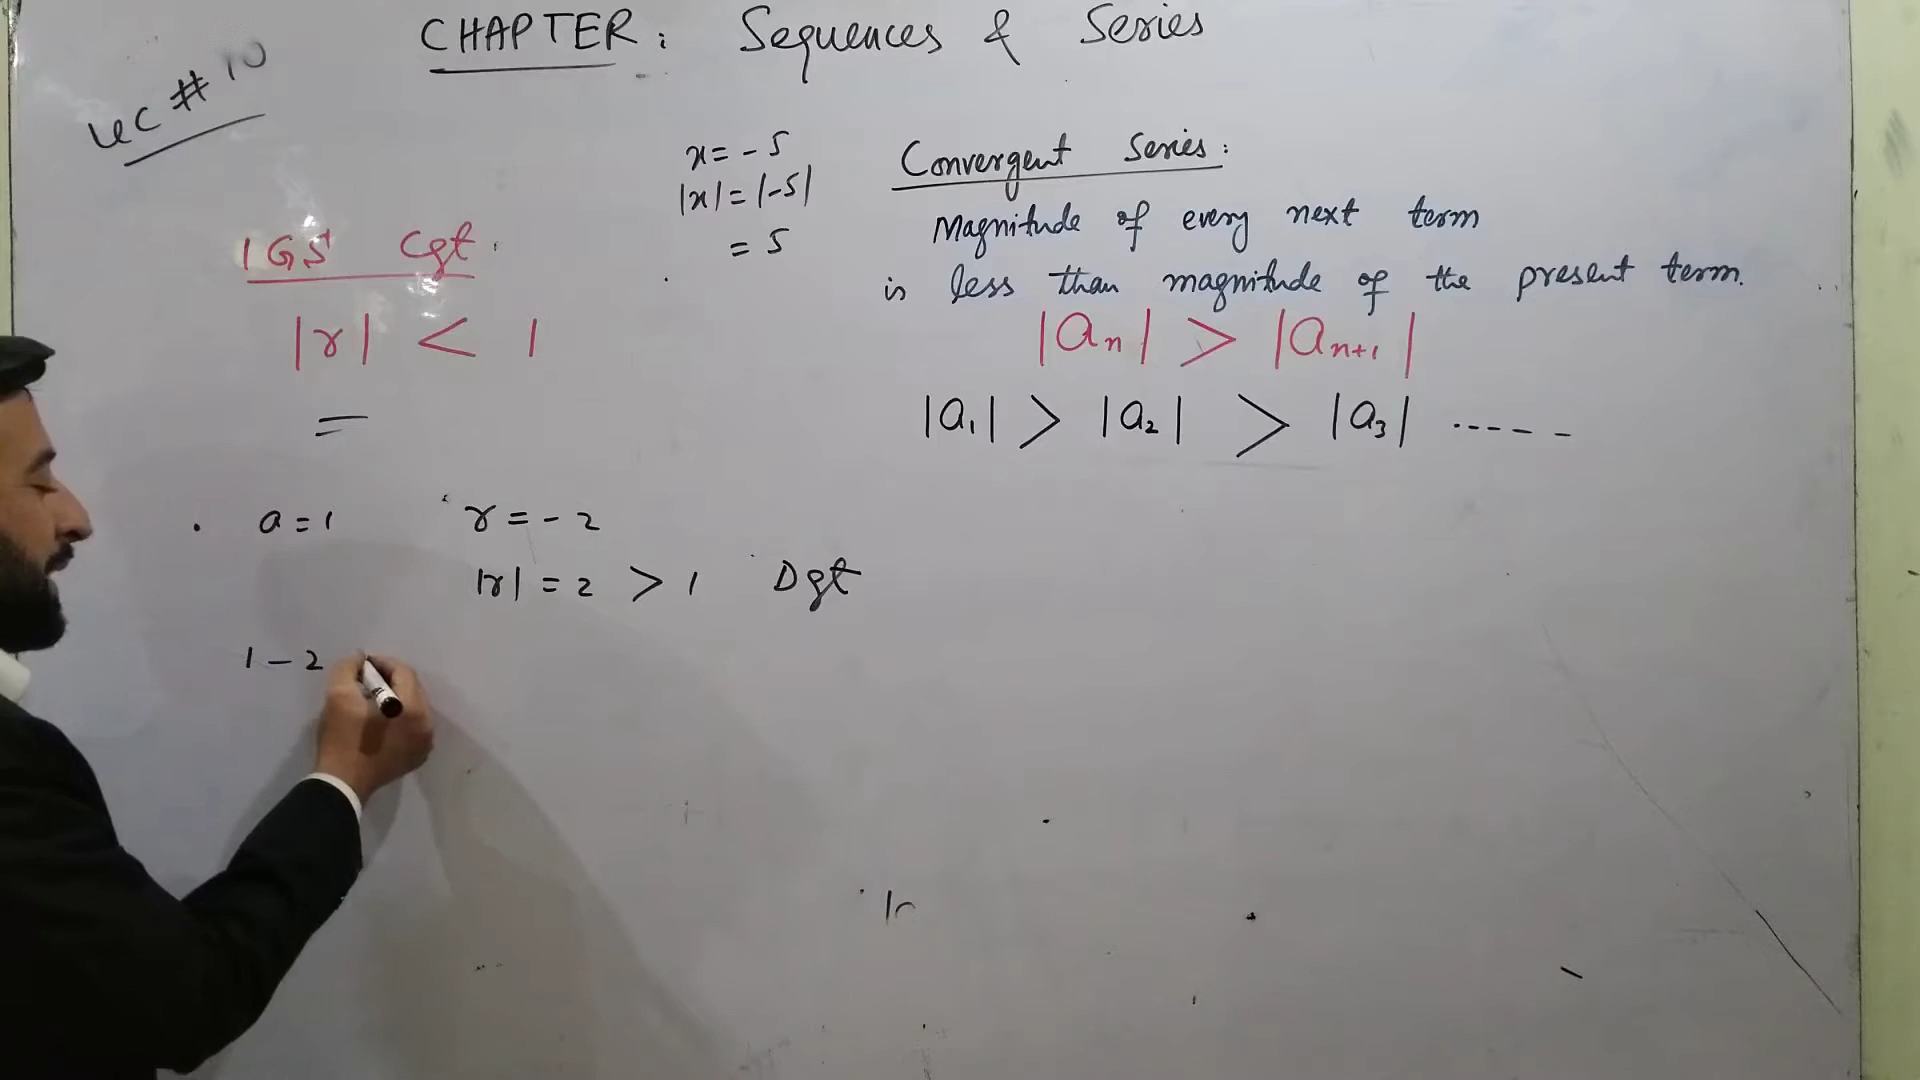 CHAPTER: Sequences & Series
Lec # 10
x = - 5
|x| = |-5|
= 5
IGS Cgt.
|r| < 1
=
Convergent Series:
Magnitude of every next term
is less than magnitude of the present term.
|aₙ| > |aₙ₊₁|
|a₁| > |a₂| > |a₃| .....
a = 1 r = - 2
|r| = 2 > 1 Dgt
1 - 2